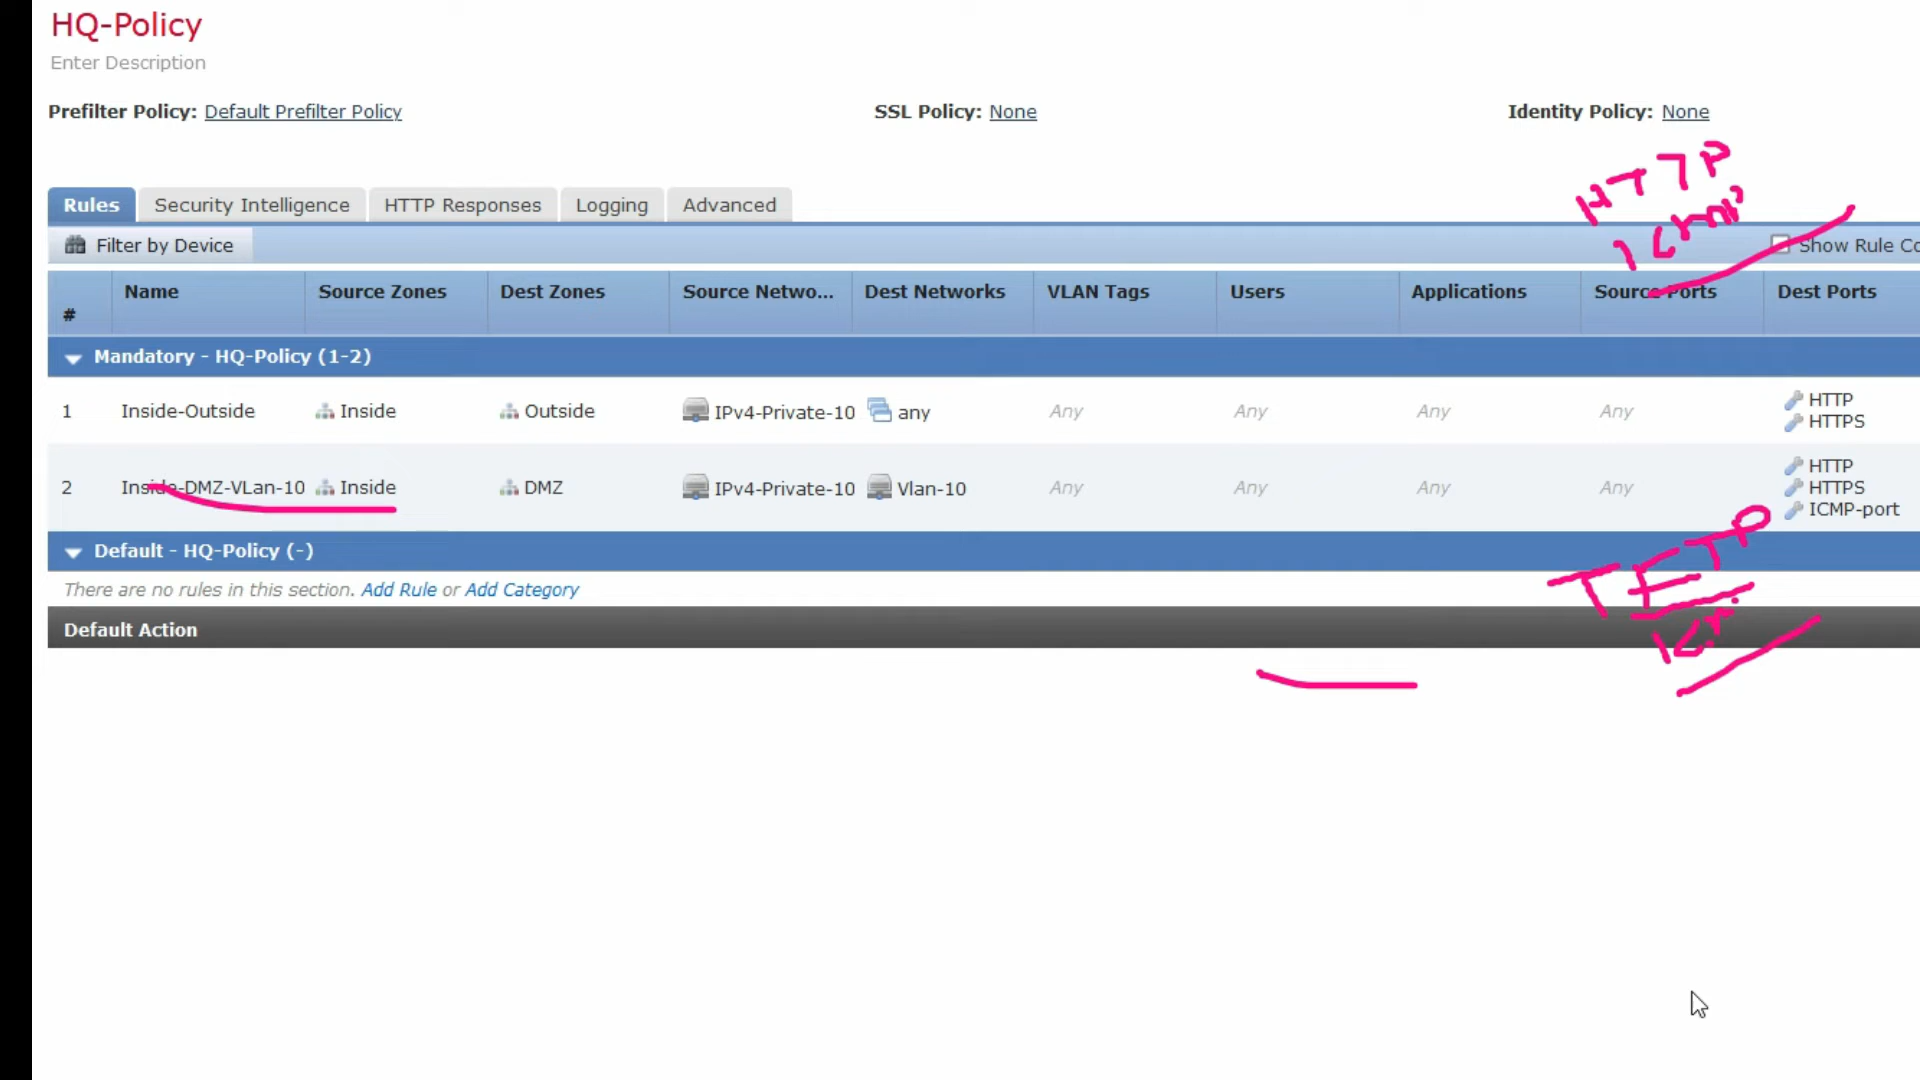 HQ-Policy
Enter Description
Prefilter Policy: Default Prefilter Policy SSL Policy: None Identity Policy: None
HTTP
ICMP
Rules Security Intelligence HTTP Responses Logging Advanced
Filter by Device Show Rule Co
# Name Source Zones Dest Zones Source Netwo... Dest Networks VLAN Tags Users Applications Source Ports Dest Ports
Mandatory - HQ-Policy (1-2)
1 Inside-Outside Inside Outside IPv4-Private-10 any Any Any Any Any HTTP
HTTPS
2 Inside-DMZ-VLan-10 Inside DMZ IPv4-Private-10 Vlan-10 Any Any Any Any HTTP
HTTPS
ICMP-port
TFTP
Default - HQ-Policy (-)
There are no rules in this section. Add Rule or Add Category
Default Action